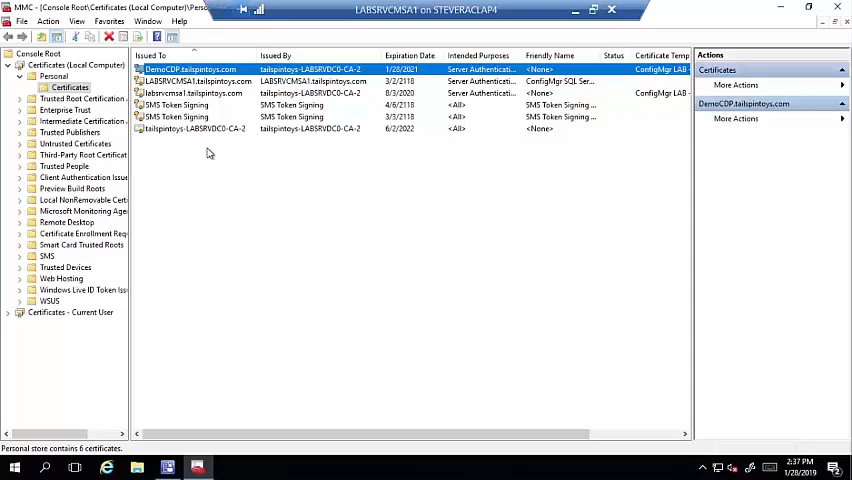 MMC - [Console Root\Certificates (Local Computer)\Pe
LABSRVCMSA1 on STEVERACLAP4
File Action View Favorites Window Help
Console Root
Certificates (Local Computer)
Personal
Certificates
Trusted Root Certification
Enterprise Trust
Intermediate Certification
Trusted Publishers
Untrusted Certificates
Third-Party Root Certificat
Trusted People
Client Authentication Issue
Preview Build Roots
Local NonRemovable Certi
Microsoft Monitoring Age
Remote Desktop
Certificate Enrollment Requ
Smart Card Trusted Roots
SMS
Trusted Devices
Web Hosting
Windows Live ID Token Iss
WSUS
Certificates - Current User
Issued To Issued By Expiration Date Intended Purposes Friendly Name Status Certificate Temp
DemoCDP.tailspintoys.com tailspintoys-LABSRVDC0-CA-2 1/28/2021 Server Authenticati... <None> ConfigMgr LAB -
LABSRVCMSA1.tailspintoys.com LABSRVCMSA1.tailspintoys.com 3/2/2118 Server Authenticati... ConfigMgr SQL Ser...
labsrvcmsa1.tailspintoys.com tailspintoys-LABSRVDC0-CA-2 8/3/2020 Server Authenticati... <None> ConfigMgr LAB -
SMS Token Signing SMS Token Signing 4/6/2118 <All> SMS Token Signing ...
SMS Token Signing SMS Token Signing 3/3/2118 <All> SMS Token Signing ...
tailspintoys-LABSRVDC0-CA-2 tailspintoys-LABSRVDC0-CA-2 6/2/2022 <All> <None>
Actions
Certificates
More Actions
DemoCDP.tailspintoys.com
More Actions
Personal store contains 6 certificates.
2:37 PM
1/28/2019
2